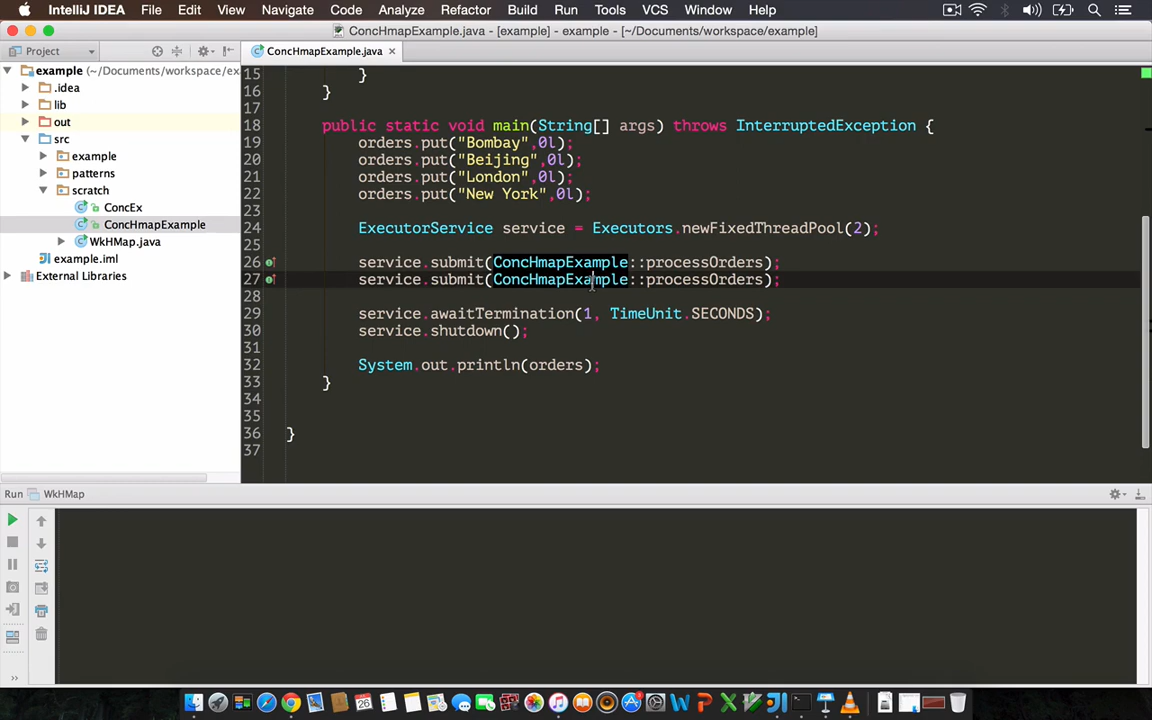 IntelliJ IDEA File Edit View Navigate Code Analyze Refactor Build Run Tools VCS Window Help
ConcHmapExample.java - [example] - example - [~/Documents/workspace/example]
Project
ConcHmapExample.java
example (~/Documents/workspace/ex
.idea
lib
out
src
example
patterns
scratch
ConcEx
ConcHmapExample
WkHMap.java
example.iml
External Libraries
15 }
16 }
17
18 public static void main(String[] args) throws InterruptedException {
19 orders.put("Bombay",0l);
20 orders.put("Beijing",0l);
21 orders.put("London",0l);
22 orders.put("New York",0l);
23
24 ExecutorService service = Executors.newFixedThreadPool(2);
25
26 service.submit(ConcHmapExample::processOrders);
27 service.submit(ConcHmapExample::processOrders);
28
29 service.awaitTermination(1, TimeUnit.SECONDS);
30 service.shutdown();
31
32 System.out.println(orders);
33 }
34
35
36 }
37
Run WkHMap